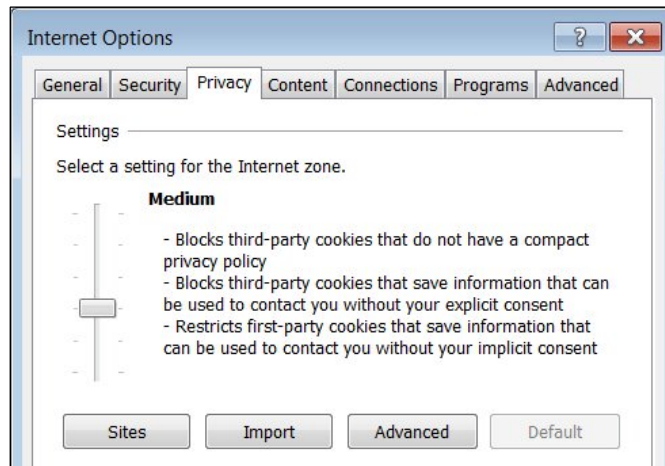 Internet Options
General Security Privacy Content Connections Programs Advanced
Settings
Select a setting for the Internet zone.
Medium
- Blocks third-party cookies that do not have a compact
privacy policy
- Blocks third-party cookies that save information that can
be used to contact you without your explicit consent
- Restricts first-party cookies that save information that
can be used to contact you without your implicit consent
Sites Import Advanced Default